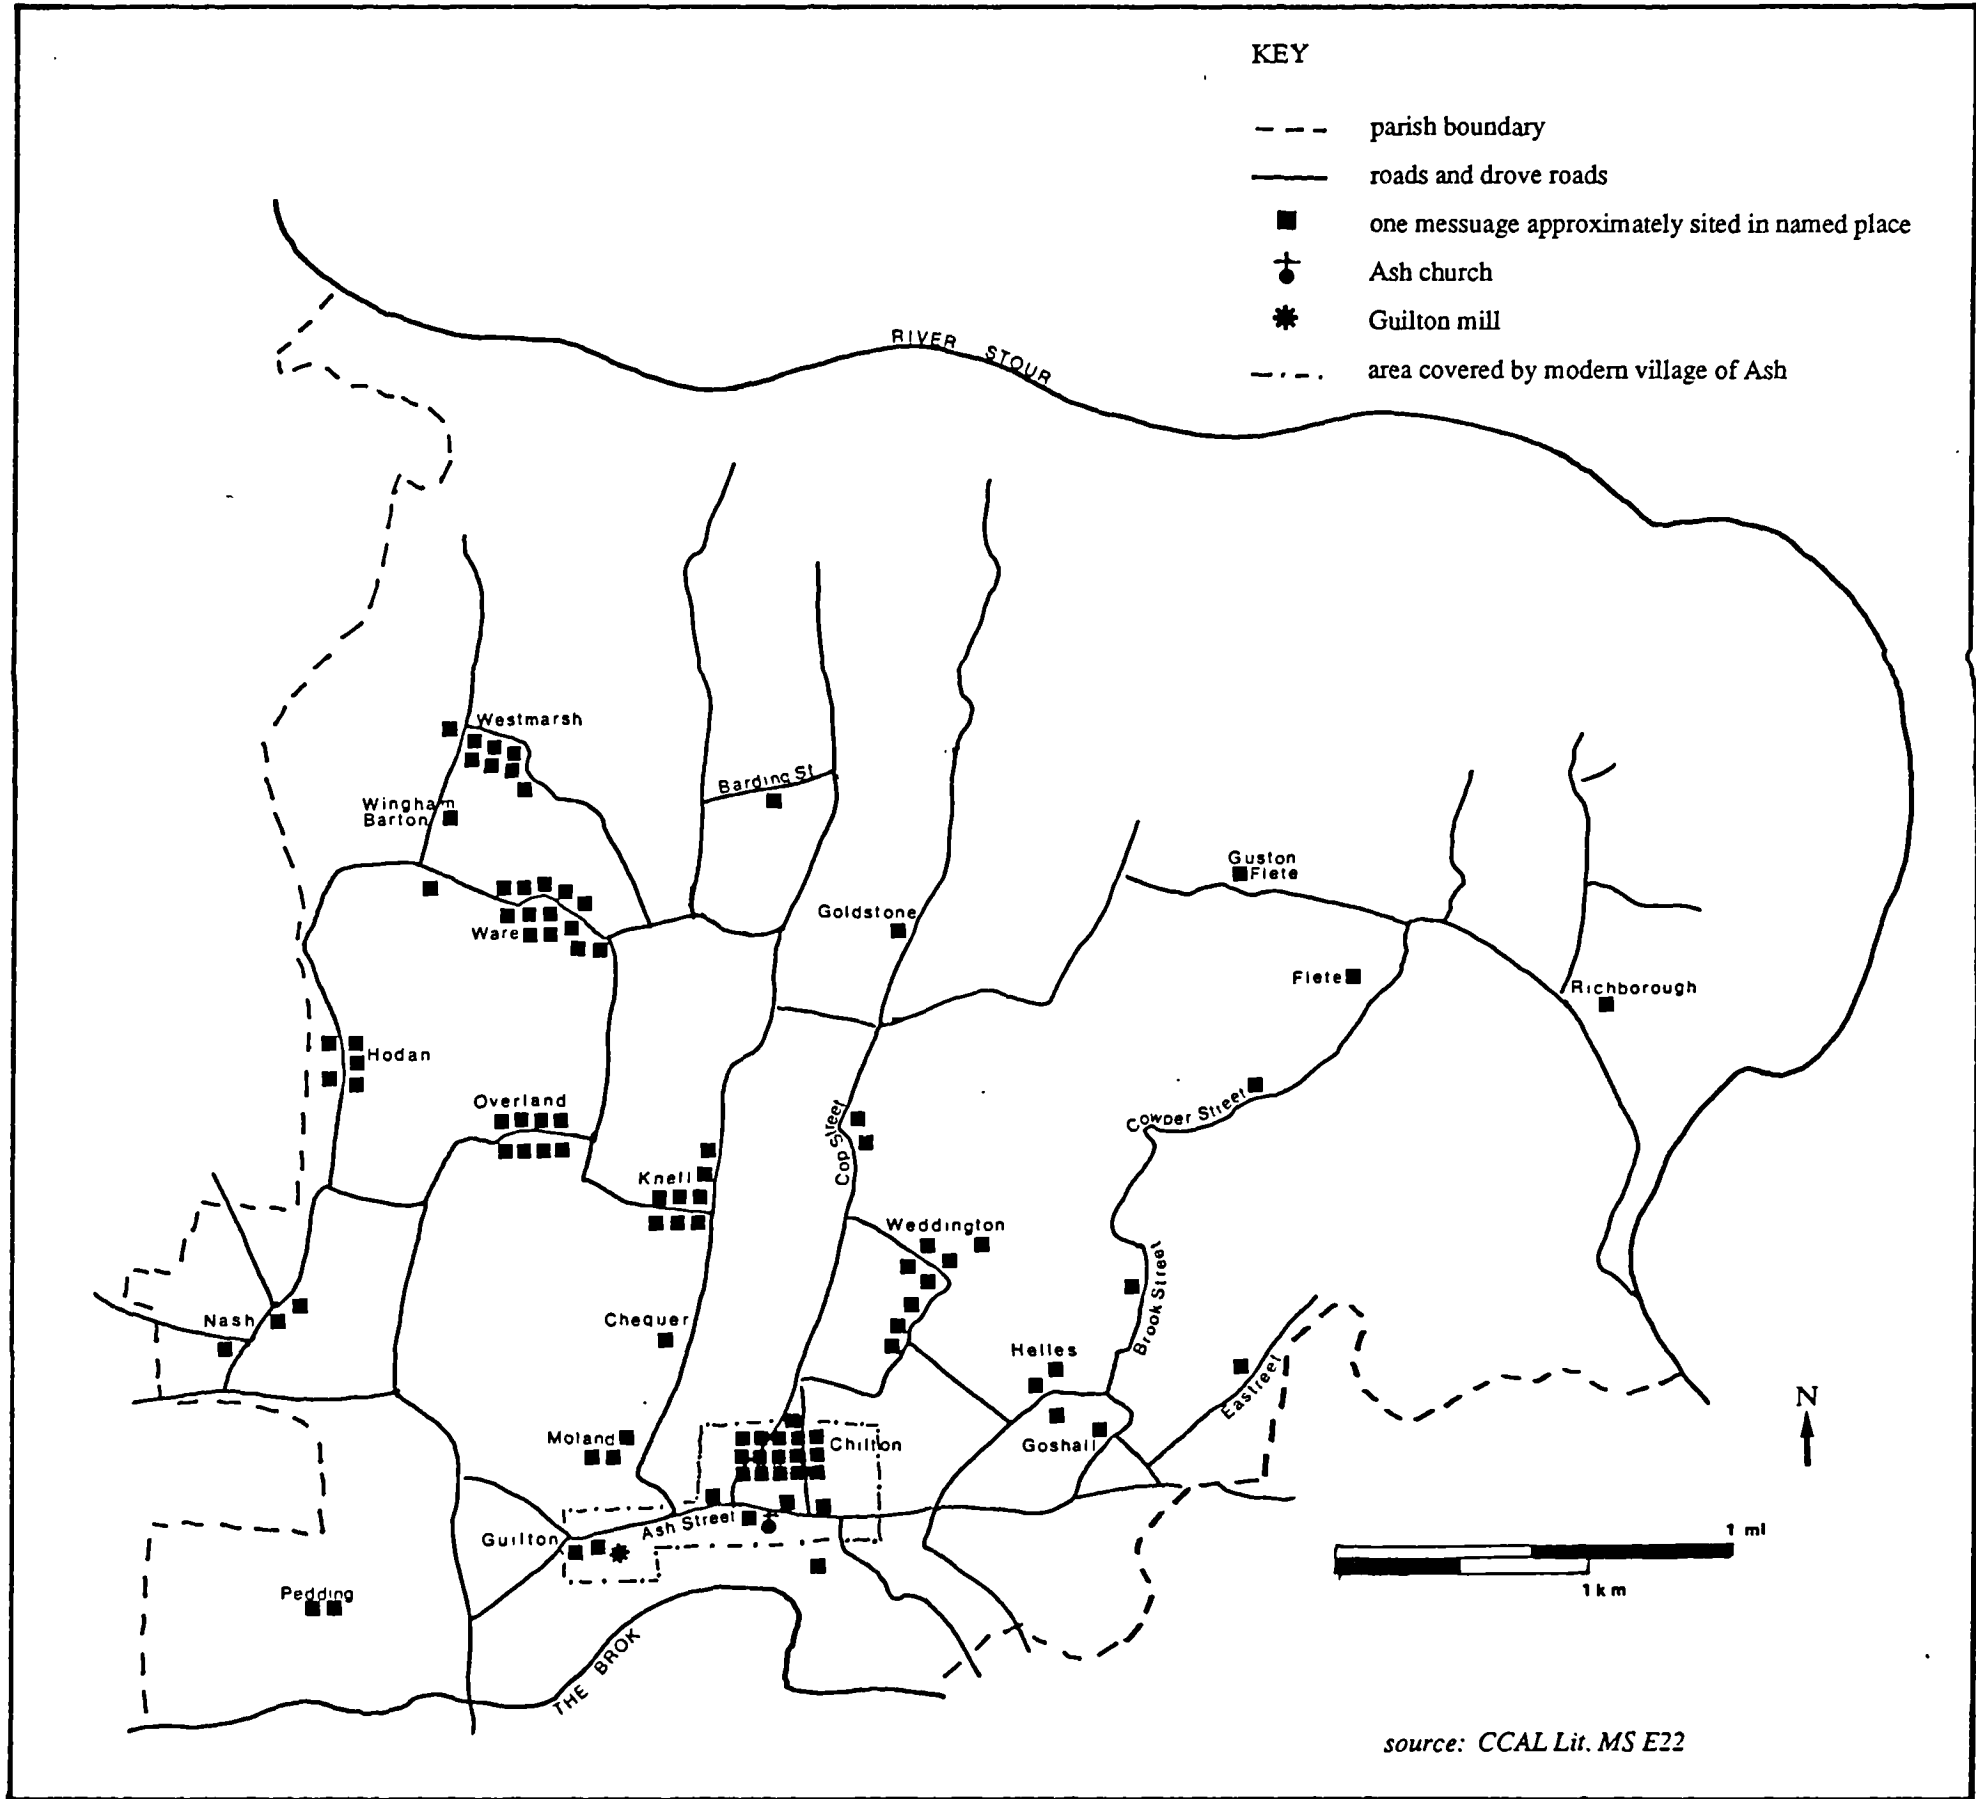 KEY
parish boundary
roads and drove roads
one messuage approximately sited in named place
Ash church
Guilton mill
area covered by modern village of Ash
RIVER STOUR
Westmarsh
Barding St
Wingham
Barton
Guston
Flete
Goldstone
Ware
Flete
Richborough
Hodan
Overland
Cowper Street
Cop Street
Knell
Weddington
Brook Street
Nash
Chequer
Helles
Eastreet
N
Moland
Chilton
Goshall
Ash Street
Guilton
1 ml
1 km
Pedding
THE BROK
source: CCAL Lit. MS E22